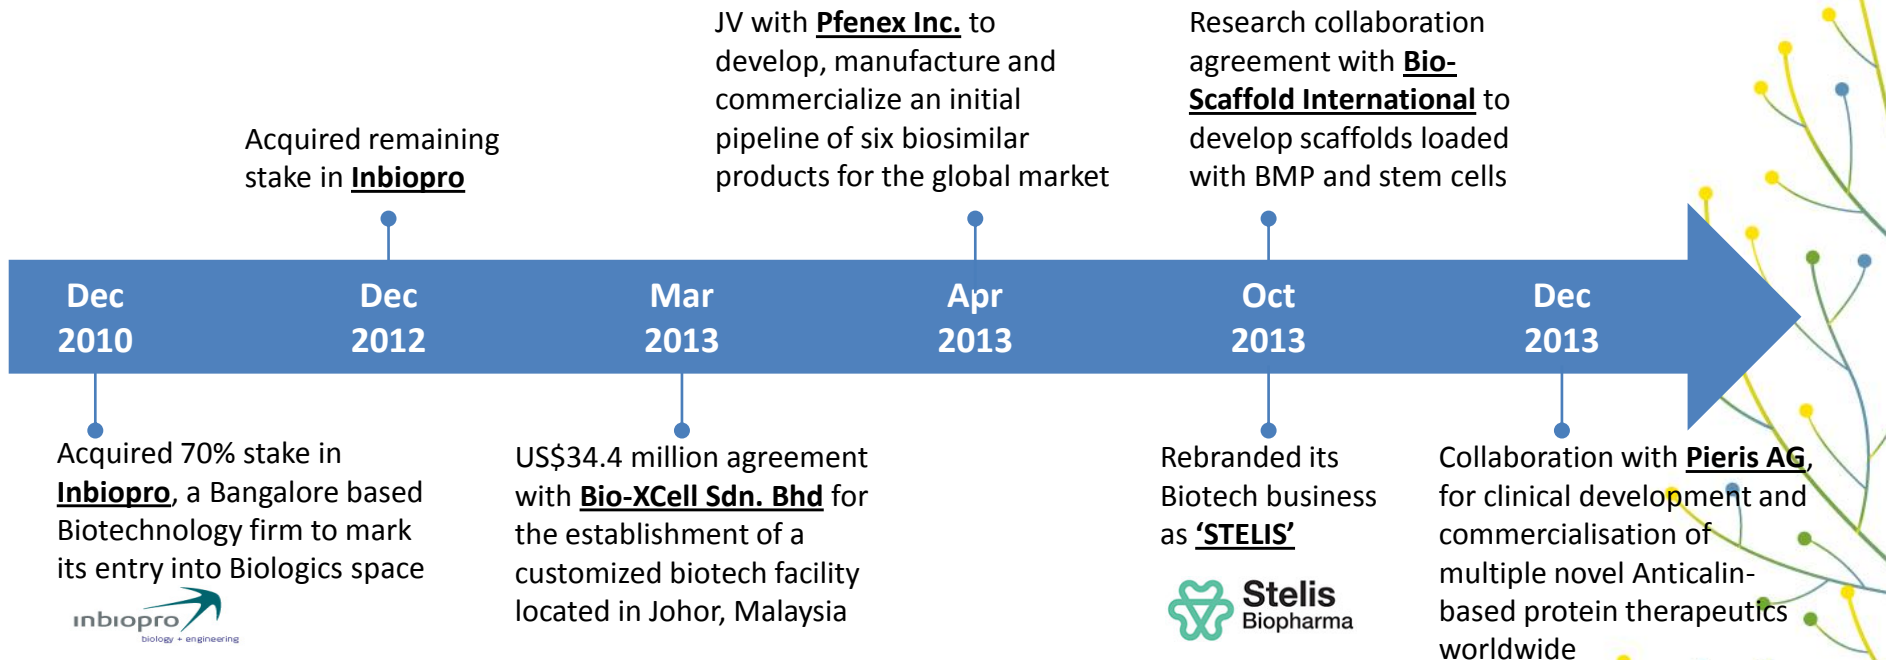 Acquired remaining
stake in Inbiopro
JV with Pfenex Inc. to
develop, manufacture and
commercialize an initial
pipeline of six biosimilar
products for the global market
Research collaboration
agreement with Bio-
Scaffold International to
develop scaffolds loaded
with BMP and stem cells
Dec
2010
Dec
2012
Mar
2013
Apr
2013
Oct
2013
Dec
2013
Acquired 70% stake in
Inbiopro, a Bangalore based
Biotechnology firm to mark
its entry into Biologics space
inbiopro
biology + engineering
US$34.4 million agreement
with Bio-XCell Sdn. Bhd for
the establishment of a
customized biotech facility
located in Johor, Malaysia
Rebranded its
Biotech business
as ‘STELIS’
Stelis
Biopharma
Collaboration with Pieris AG,
for clinical development and
commercialisation of
multiple novel Anticalin-
based protein therapeutics
worldwide